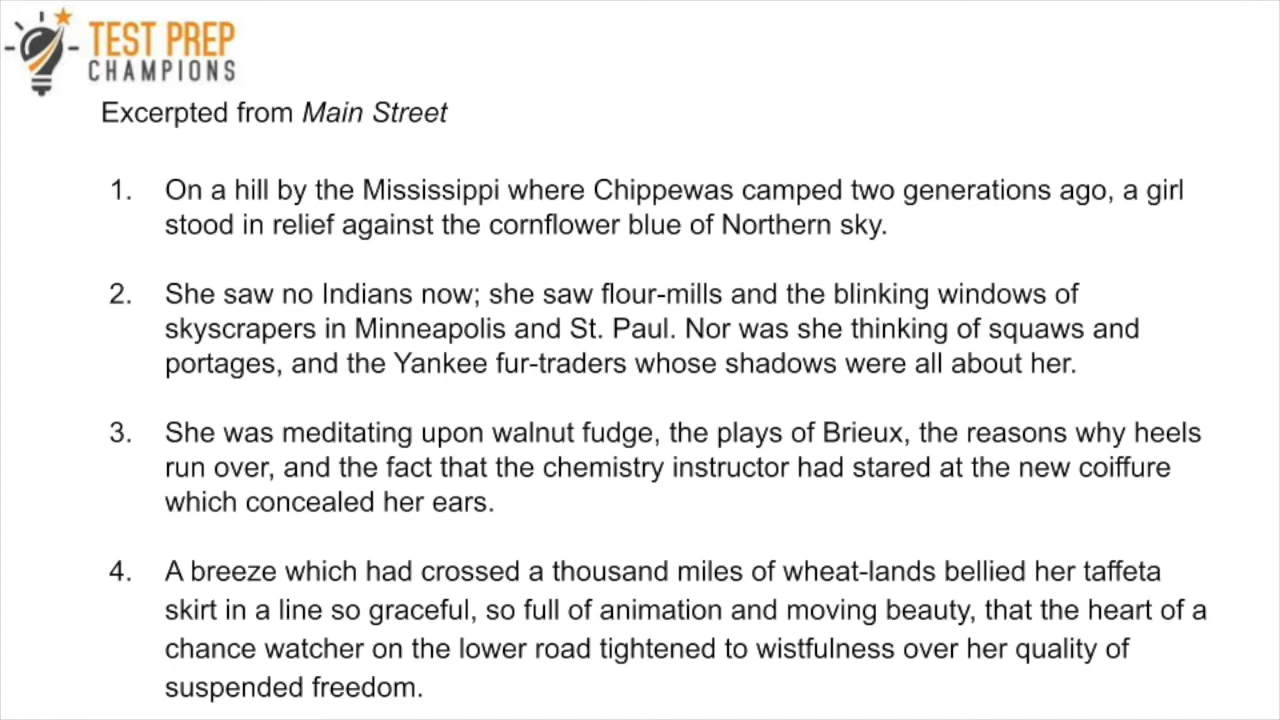 TEST PREP
CHAMPIONS
Excerpted from Main Street
1. On a hill by the Mississippi where Chippewas camped two generations ago, a girl
stood in relief against the cornflower blue of Northern sky.
2. She saw no Indians now; she saw flour-mills and the blinking windows of
skyscrapers in Minneapolis and St. Paul. Nor was she thinking of squaws and
portages, and the Yankee fur-traders whose shadows were all about her.
3. She was meditating upon walnut fudge, the plays of Brieux, the reasons why heels
run over, and the fact that the chemistry instructor had stared at the new coiffure
which concealed her ears.
4. A breeze which had crossed a thousand miles of wheat-lands bellied her taffeta
skirt in a line so graceful, so full of animation and moving beauty, that the heart of a
chance watcher on the lower road tightened to wistfulness over her quality of
suspended freedom.